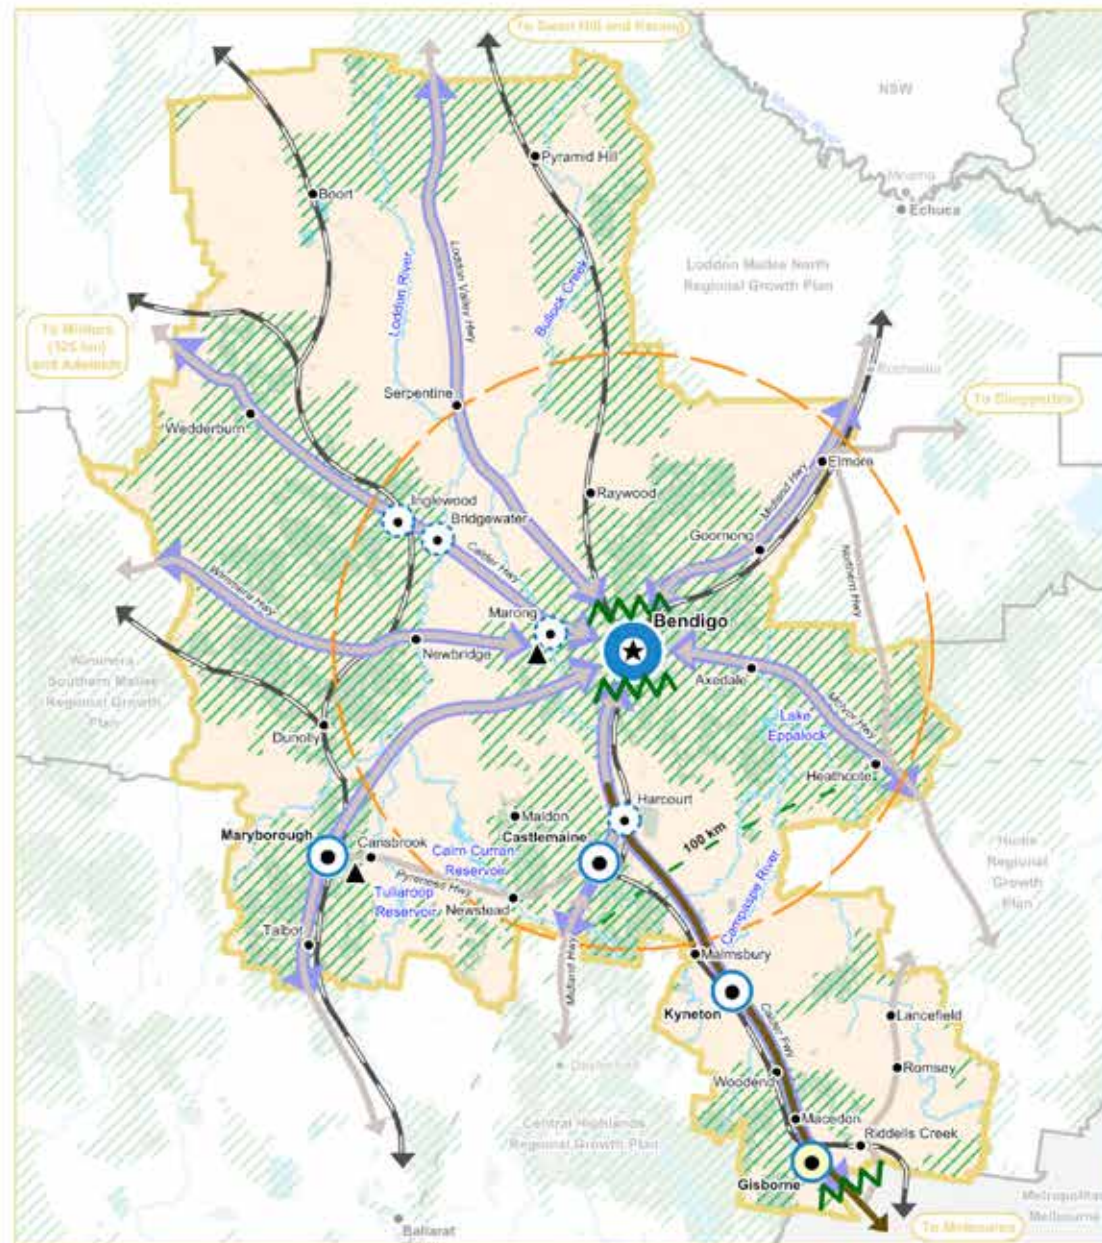 To Swan Hill and Kerang
NSW
Murray River
Moama
Echuca
Pyramid Hill
Boort
Loddon River
Loddon Valley Hwy
Bullock Creek
Loddon Mallee North
Regional Growth Plan
To Mildura
(325 km)
and Adelaide
Rochester
To Shepparton
Serpentine
Wedderburn
Elmore
Midland Hwy
Inglewood
Bridgewater
Raywood
Goornong
Calder Hwy
Northern Hwy
Wimmera Hwy
Marong
Bendigo
Newbridge
Axedale
McIvor Hwy
Wimmera
Southern Mallee
Regional Growth
Plan
Lake
Eppalock
Dunolly
Heathcote
Harcourt
Maldon
Maryborough
Castlemaine
100 km
Carisbrook
Cairn Curran
Reservoir
Campaspe River
Hume
Regional
Growth
Plan
Pyrenees Hwy
Tullaroop
Reservoir
Newstead
Talbot
Midland Hwy
Malmsbury
Kyneton
Lancefield
Calder Fwy
Daylesford
Woodend
Romsey
Macedon
Central Highlands
Regional Growth Plan
Riddells Creek
Gisborne
Metropolitan
Melbourne
Ballarat
To Melbourne